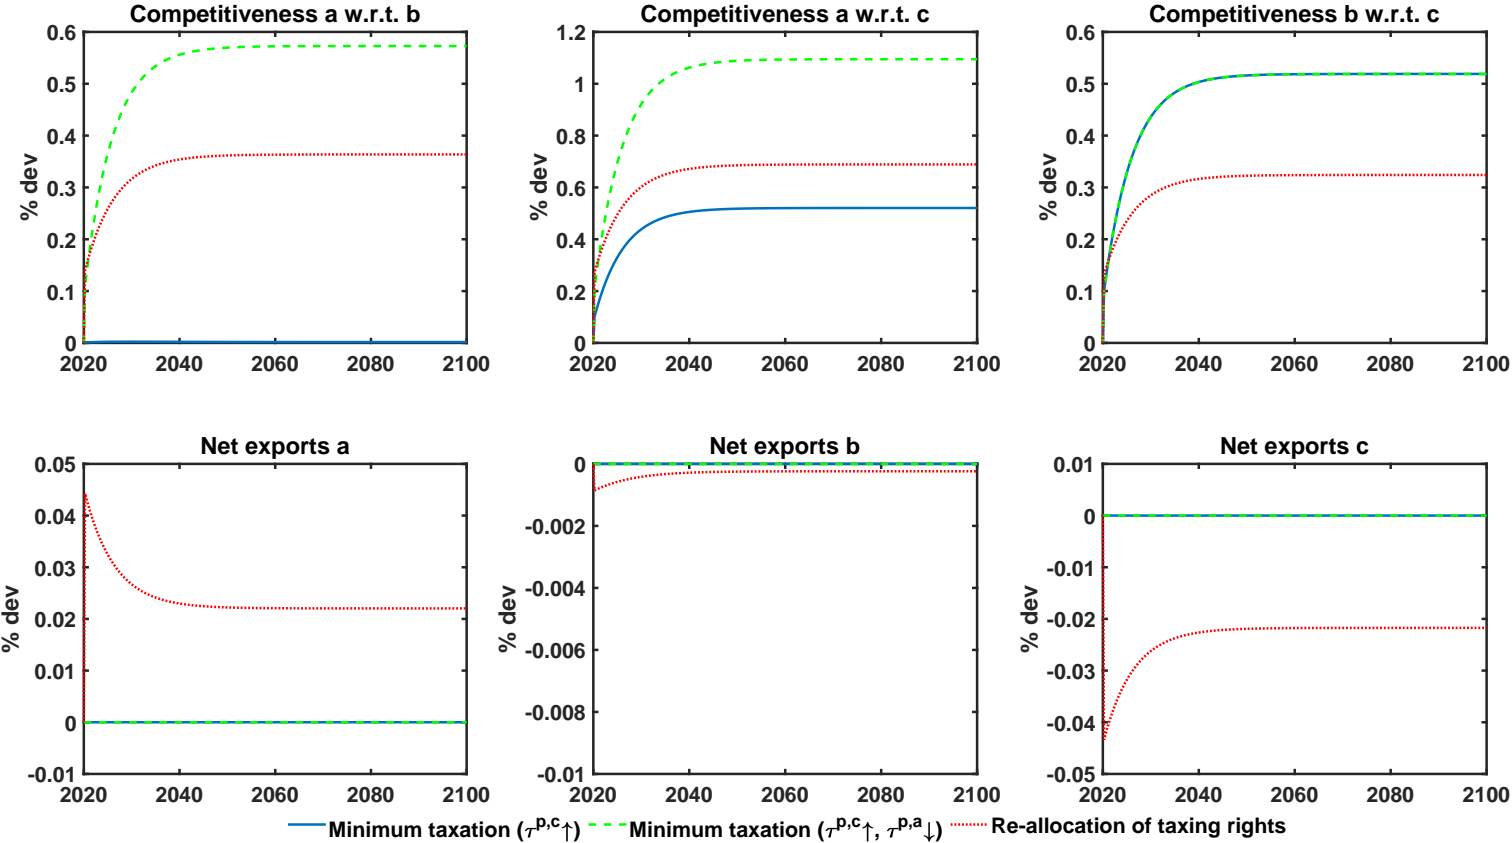 Competitiveness a w.r.t. b
% dev
0.6
0.5
0.4
0.3
0.2
0.1
0
2020 2040 2060 2080 2100
Competitiveness a w.r.t. c
% dev
1.2
1
0.8
0.6
0.4
0.2
0
2020 2040 2060 2080 2100
Competitiveness b w.r.t. c
% dev
0.6
0.5
0.4
0.3
0.2
0.1
0
2020 2040 2060 2080 2100
Net exports a
% dev
0.05
0.04
0.03
0.02
0.01
0
-0.01
2020 2040 2060 2080 2100
Net exports b
% dev
0
-0.002
-0.004
-0.006
-0.008
-0.01
2020 2040 2060 2080 2100
Net exports c
% dev
0.01
0
-0.01
-0.02
-0.03
-0.04
-0.05
2020 2040 2060 2080 2100
Minimum taxation (τ^p,c↑) Minimum taxation (τ^p,c↑, τ^p,a↓) Re-allocation of taxing rights